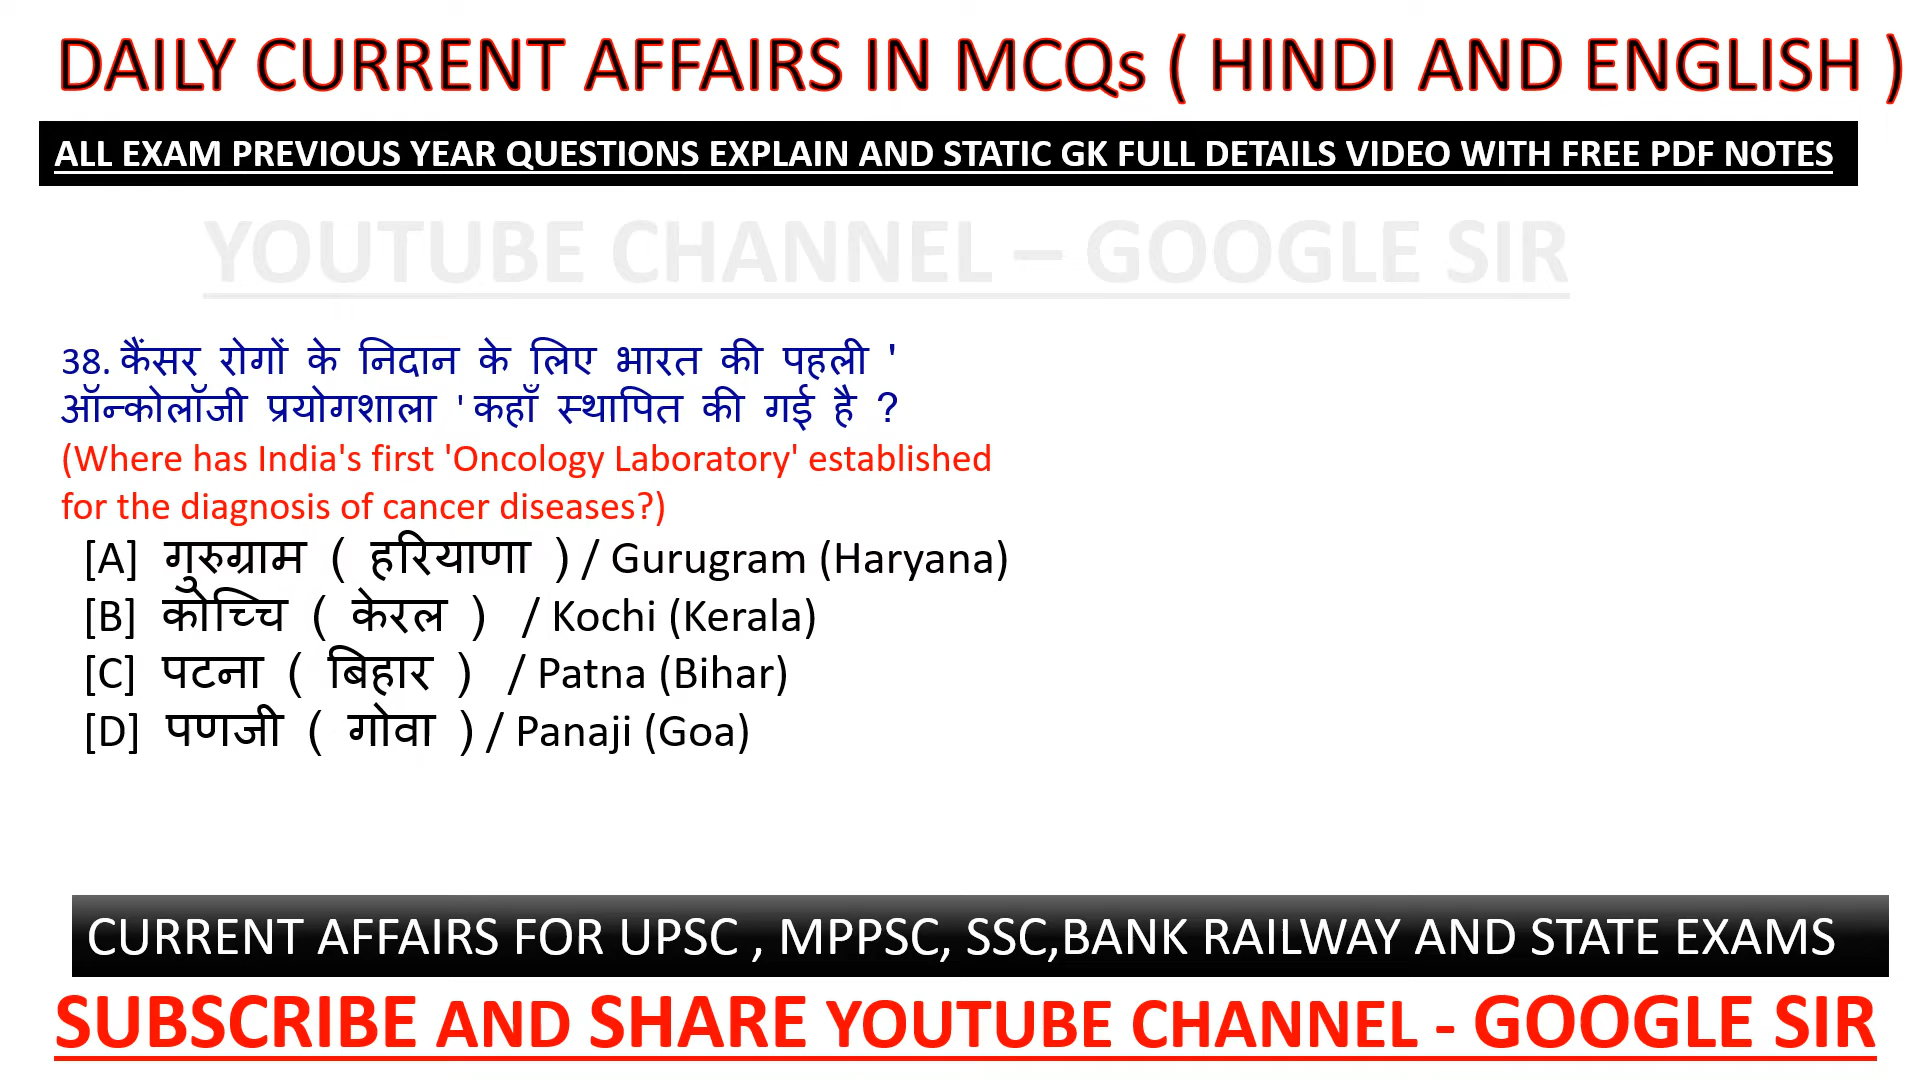 DAILY CURRENT AFFAIRS IN MCQs ( HINDI AND ENGLISH )
ALL EXAM PREVIOUS YEAR QUESTIONS EXPLAIN AND STATIC GK FULL DETAILS VIDEO WITH FREE PDF NOTES
YOUTUBE CHANNEL – GOOGLE SIR
38. कैंसर रोगों के निदान के लिए भारत की पहली '
ऑन्कोलॉजी प्रयोगशाला ' कहाँ स्थापित की गई है ?
(Where has India's first 'Oncology Laboratory' established
for the diagnosis of cancer diseases?)
[A] गुरुग्राम ( हरियाणा ) / Gurugram (Haryana)
[B] कोच्चि ( केरल ) / Kochi (Kerala)
[C] पटना ( बिहार ) / Patna (Bihar)
[D] पणजी ( गोवा ) / Panaji (Goa)
CURRENT AFFAIRS FOR UPSC , MPPSC, SSC,BANK RAILWAY AND STATE EXAMS
SUBSCRIBE AND SHARE YOUTUBE CHANNEL - GOOGLE SIR